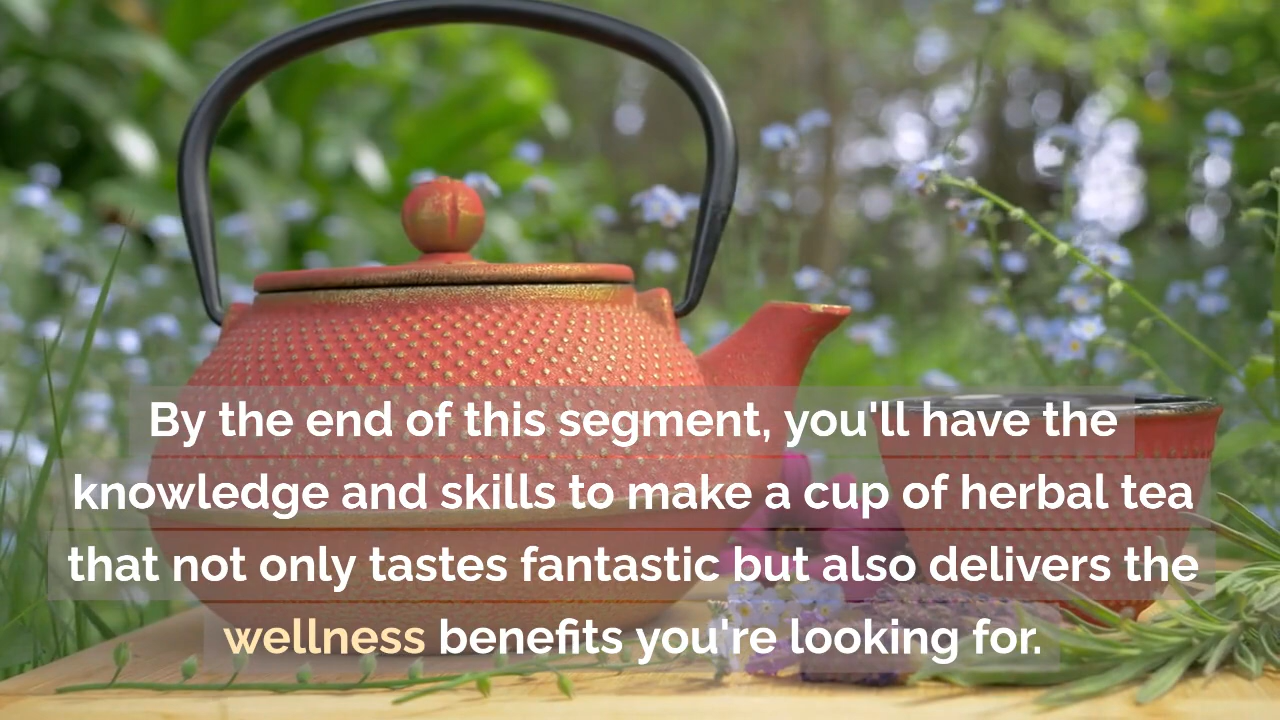 By the end of this segment, you'll have the
knowledge and skills to make a cup of herbal tea
that not only tastes fantastic but also delivers the
wellness benefits you're looking for.